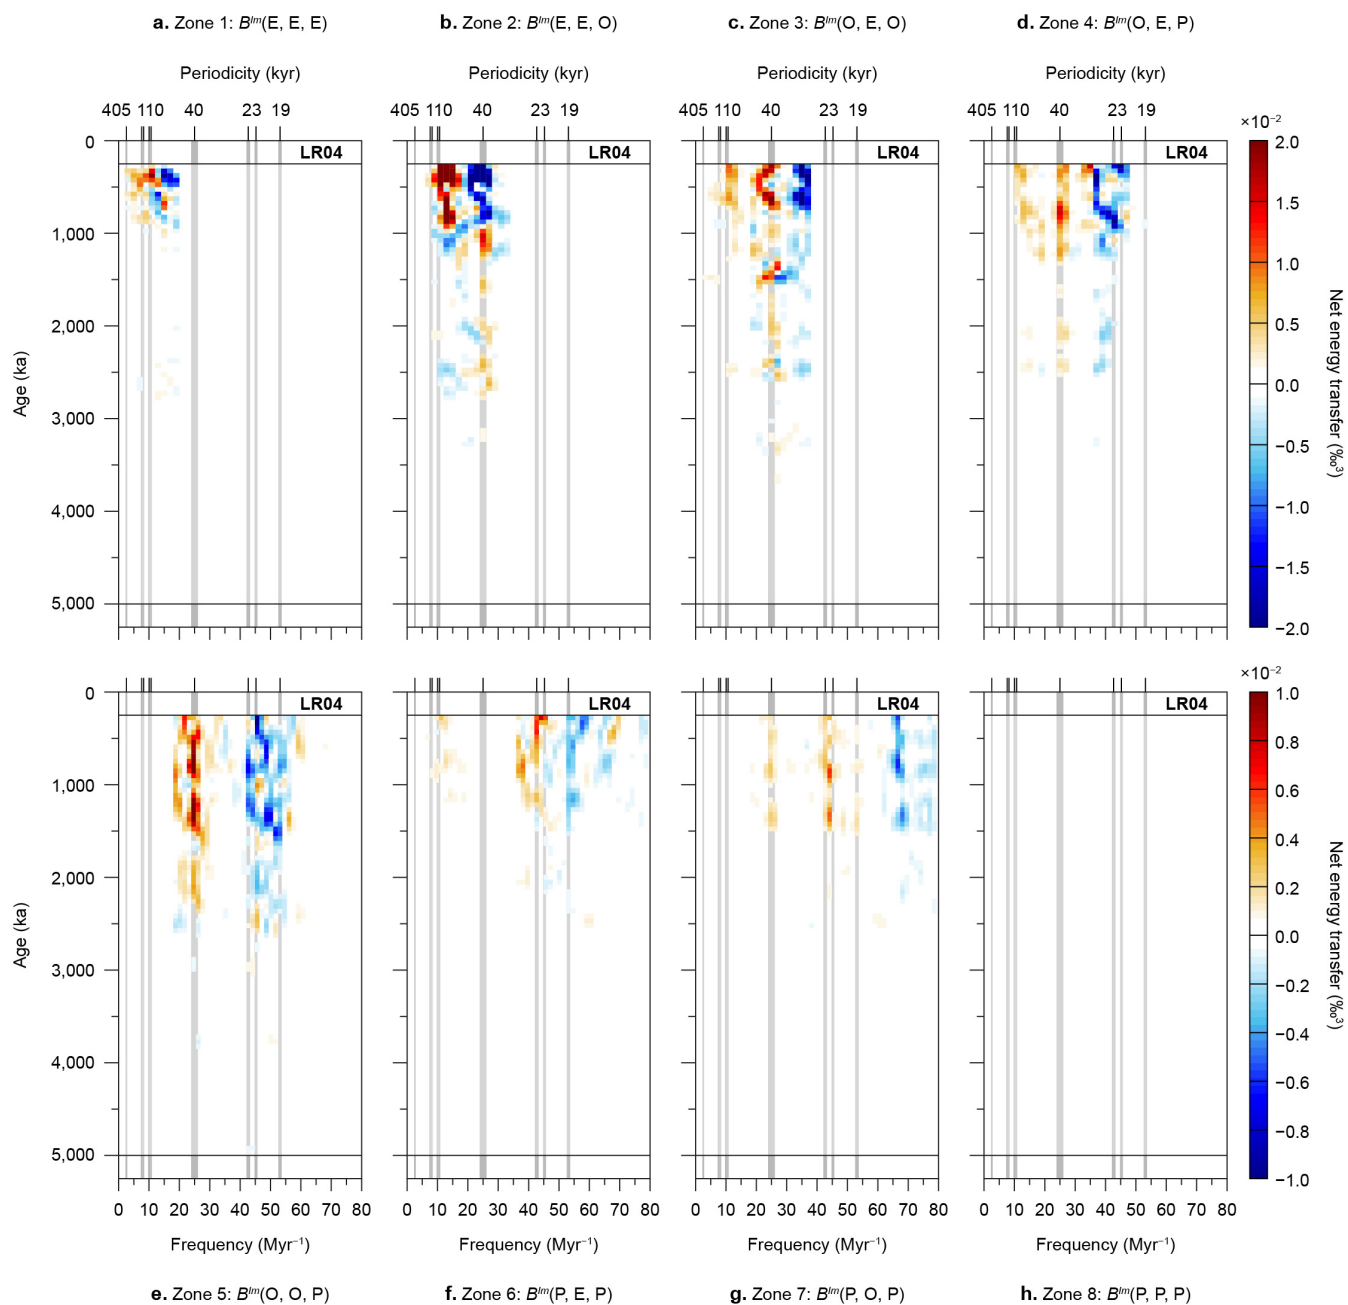 a. Zone 1: Bᴵᵐ(E, E, E)
b. Zone 2: Bᴵᵐ(E, E, O)
c. Zone 3: Bᴵᵐ(O, E, O)
d. Zone 4: Bᴵᵐ(O, E, P)
Periodicity (kyr) Periodicity (kyr) Periodicity (kyr) Periodicity (kyr)
405 110 40 23 19 405 110 40 23 19 405 110 40 23 19 405 110 40 23 19
LR04 LR04 LR04 LR04
Age (ka)
0
1,000
2,000
3,000
4,000
5,000
×10⁻²
2.0
1.5
1.0
0.5
0.0
−0.5
−1.0
−1.5
−2.0
Net energy transfer (‰³)
LR04 LR04 LR04 LR04
Age (ka)
0
1,000
2,000
3,000
4,000
5,000
×10⁻²
1.0
0.8
0.6
0.4
0.2
0.0
−0.2
−0.4
−0.6
−0.8
−1.0
Net energy transfer (‰³)
0 10 20 30 40 50 60 70 80 0 10 20 30 40 50 60 70 80 0 10 20 30 40 50 60 70 80 0 10 20 30 40 50 60 70 80
Frequency (Myr⁻¹) Frequency (Myr⁻¹) Frequency (Myr⁻¹) Frequency (Myr⁻¹)
e. Zone 5: Bᴵᵐ(O, O, P)
f. Zone 6: Bᴵᵐ(P, E, P)
g. Zone 7: Bᴵᵐ(P, O, P)
h. Zone 8: Bᴵᵐ(P, P, P)